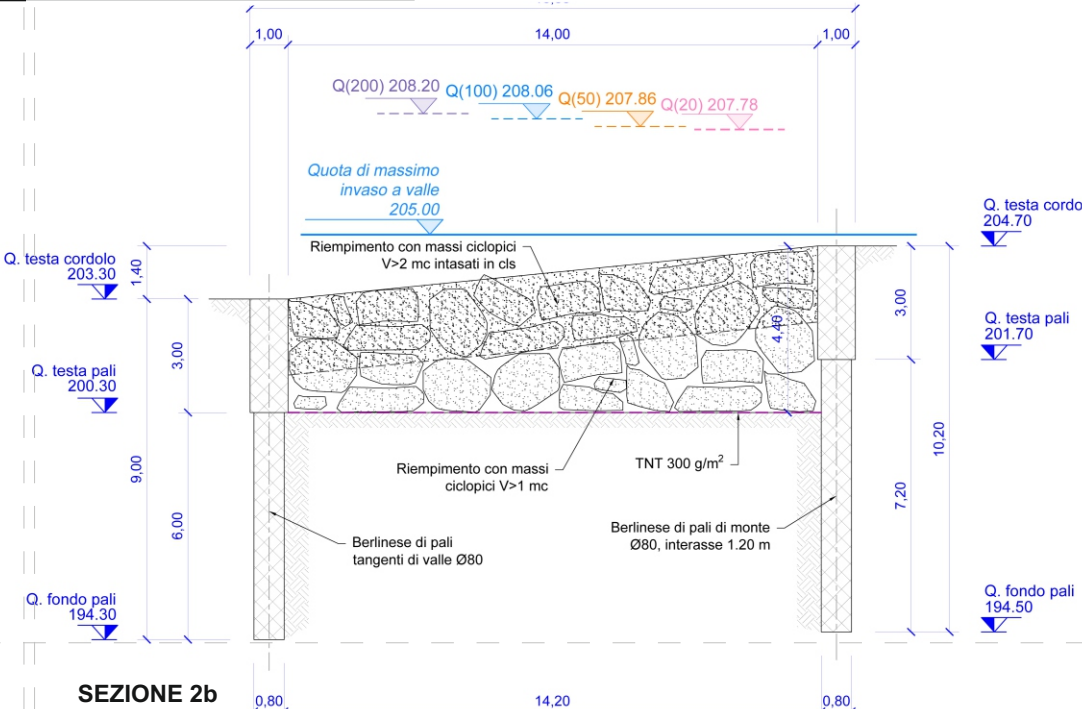 1,00
14,00
1,00
Q(200) 208.20
Q(100) 208.06
Q(50) 207.86
Q(20) 207.78
Quota di massimo
invaso a valle
205.00
Q. testa cordolo
203.30
1,40
Riempimento con massi ciclopici
V>2 mc intasati in cls
204.70
3,00
4.40
3,00
Q. testa pali
201.70
Q. testa pali
200.30
9,00
6,00
10,20
7,20
Riempimento con massi
ciclopici V>1 mc
TNT 300 g/m²
Berlinese di pali
tangenti di valle Ø80
Berlinese di pali di monte
Ø80, interasse 1.20 m
Q. fondo pali
194.30
Q. fondo pali
194.50
SEZIONE 2b
0,80
14,20
0,80